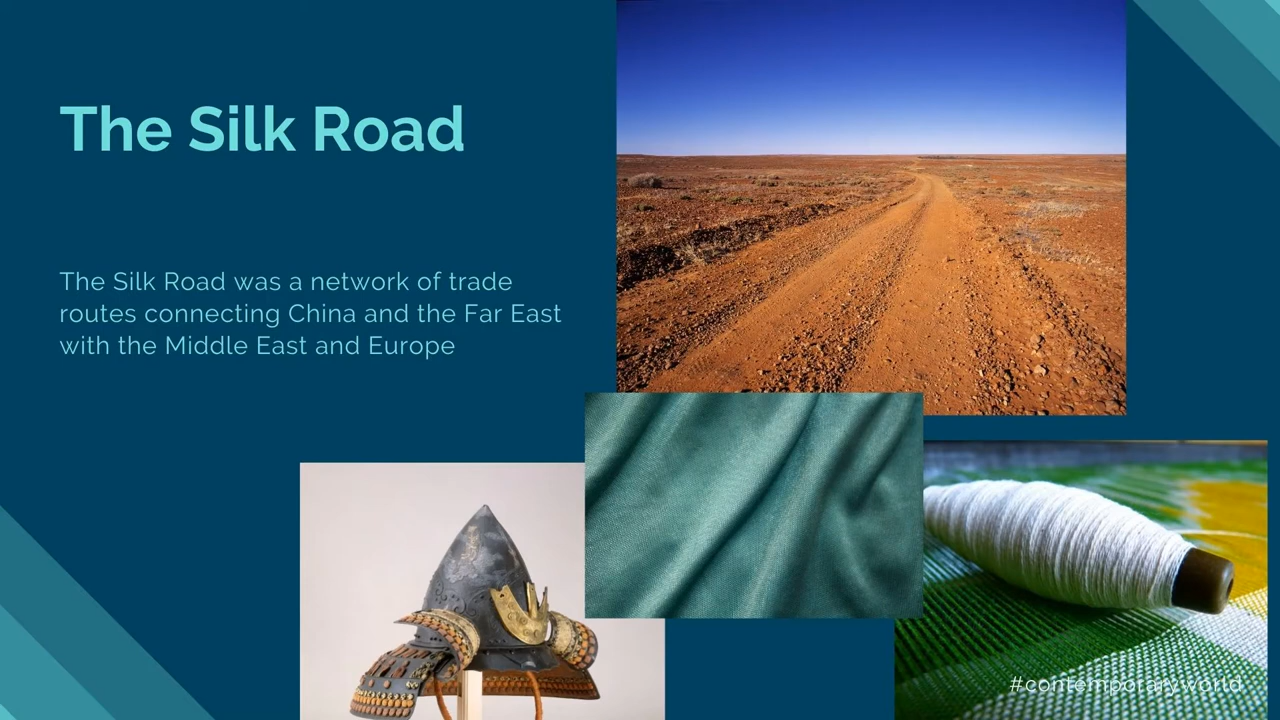 The Silk Road
The Silk Road was a network of trade
routes connecting China and the Far East
with the Middle East and Europe
#contemporaryworld